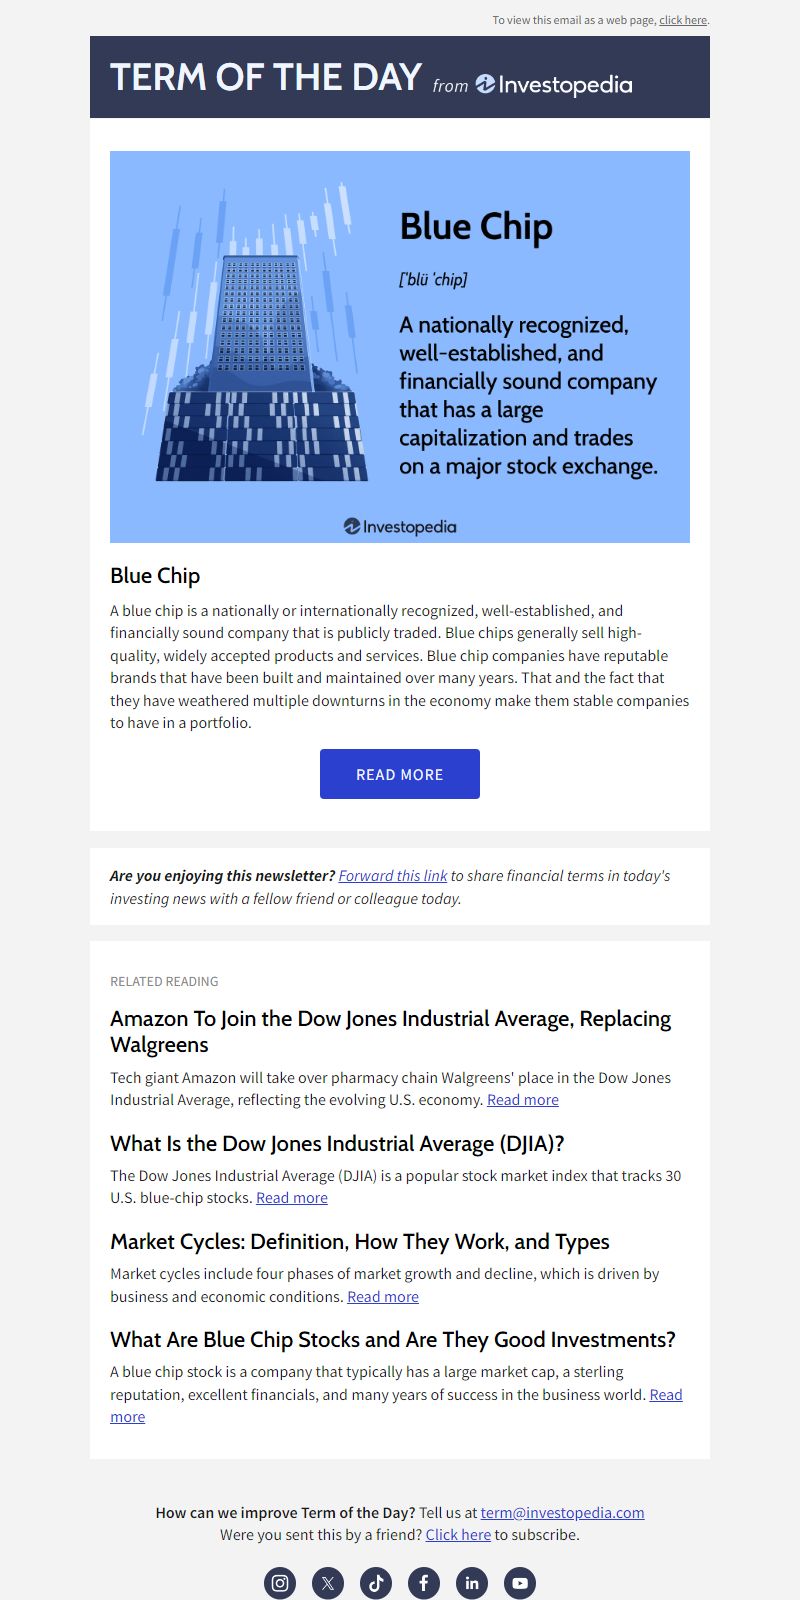 To view this email as a web page, click here.
TERM OF THE DAY from Investopedia
Blue Chip
['blü 'chip]
A nationally recognized,
well-established, and
financially sound company
that has a large
capitalization and trades
on a major stock exchange.
Investopedia
Blue Chip
A blue chip is a nationally or internationally recognized, well-established, and
financially sound company that is publicly traded. Blue chips generally sell high-
quality, widely accepted products and services. Blue chip companies have reputable
brands that have been built and maintained over many years. That and the fact that
they have weathered multiple downturns in the economy make them stable companies
to have in a portfolio.
READ MORE
Are you enjoying this newsletter? Forward this link to share financial terms in today's
investing news with a fellow friend or colleague today.
RELATED READING
Amazon To Join the Dow Jones Industrial Average, Replacing
Walgreens
Tech giant Amazon will take over pharmacy chain Walgreens' place in the Dow Jones
Industrial Average, reflecting the evolving U.S. economy. Read more
What Is the Dow Jones Industrial Average (DJIA)?
The Dow Jones Industrial Average (DJIA) is a popular stock market index that tracks 30
U.S. blue-chip stocks. Read more
Market Cycles: Definition, How They Work, and Types
Market cycles include four phases of market growth and decline, which is driven by
business and economic conditions. Read more
What Are Blue Chip Stocks and Are They Good Investments?
A blue chip stock is a company that typically has a large market cap, a sterling
reputation, excellent financials, and many years of success in the business world. Read
more
How can we improve Term of the Day? Tell us at term@investopedia.com
Were you sent this by a friend? Click here to subscribe.